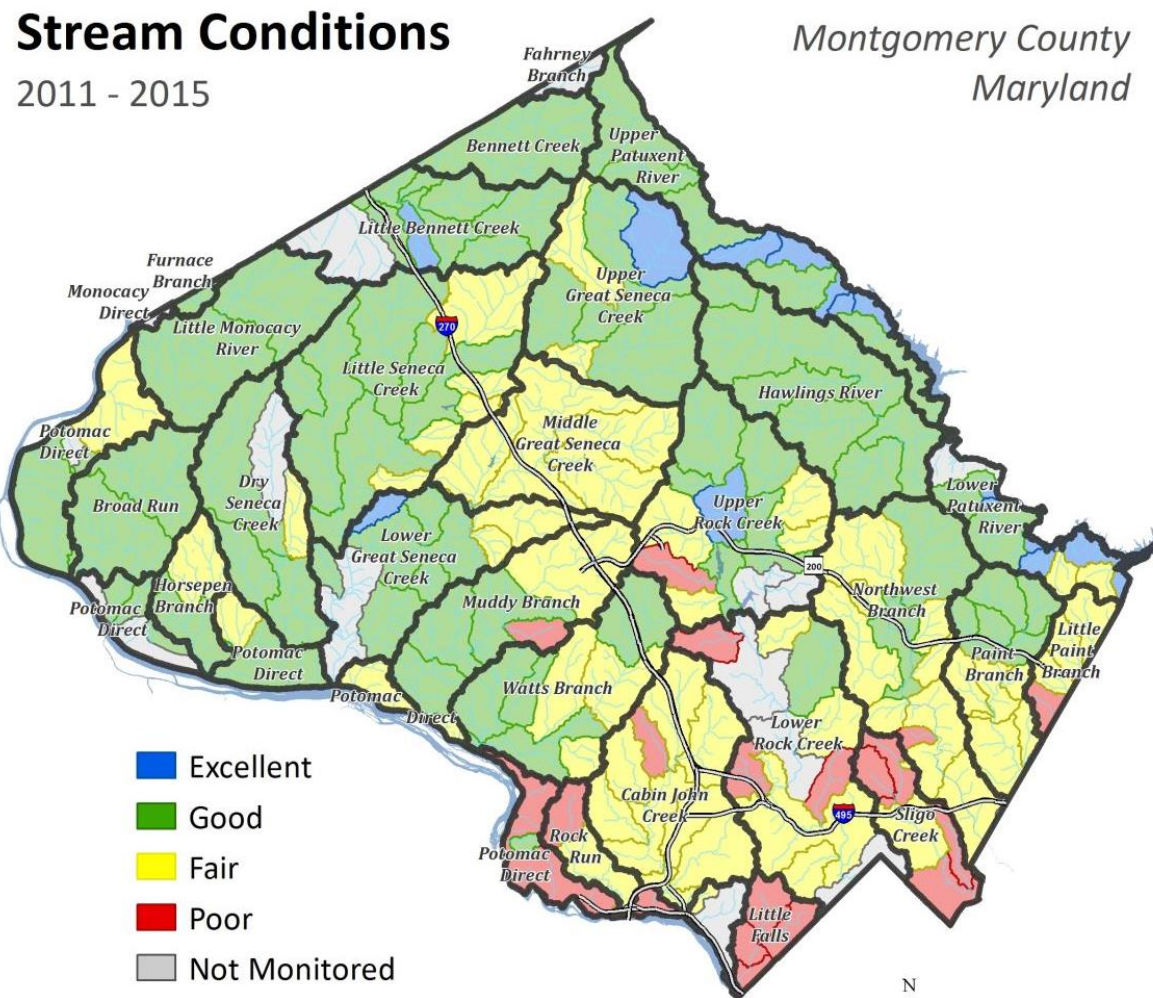 Stream Conditions
2011 - 2015
Montgomery County
Maryland
Fahrney
Branch
Bennett Creek
Upper
Patuxent
River
Little Bennett Creek
Furnace
Branch
Monocacy
Direct
Little Monocacy
River
Upper
Great Seneca
Creek
270
Little Seneca
Creek
Hawlings River
Middle
Great Seneca
Creek
Potomac
Direct
Broad Run
Dry
Seneca
Creek
Lower
Great Seneca
Creek
Upper
Rock Creek
Lower
Patuxent
River
200
Horsepen
Branch
Potomac
Direct
Muddy Branch
Northwest
Branch
Potomac
Direct
Paint
Branch
Little
Paint
Branch
Potomac
Direct
Watts Branch
Lower
Rock Creek
Cabin John
Creek
495
Sligo
Creek
Rock
Run
Potomac
Direct
Little
Falls
Excellent
Good
Fair
Poor
Not Monitored
N